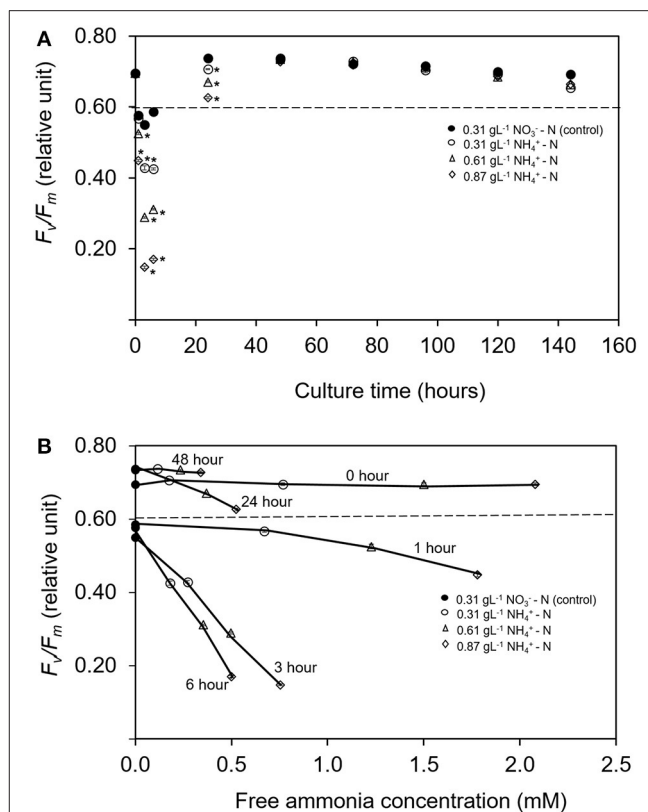 A
0.80
0.60
0.40
0.20
Fv/Fm (relative unit)
● 0.31 gL⁻¹ NO₃⁻ - N (control)
○ 0.31 gL⁻¹ NH₄⁺ - N
△ 0.61 gL⁻¹ NH₄⁺ - N
◇ 0.87 gL⁻¹ NH₄⁺ - N
0 20 40 60 80 100 120 140 160
Culture time (hours)
B
0.80
0.60
0.40
0.20
Fv/Fm (relative unit)
48 hour
0 hour
24 hour
1 hour
● 0.31 gL⁻¹ NO₃⁻ - N (control)
○ 0.31 gL⁻¹ NH₄⁺ - N
△ 0.61 gL⁻¹ NH₄⁺ - N
◇ 0.87 gL⁻¹ NH₄⁺ - N
3 hour
6 hour
0.0 0.5 1.0 1.5 2.0 2.5
Free ammonia concentration (mM)